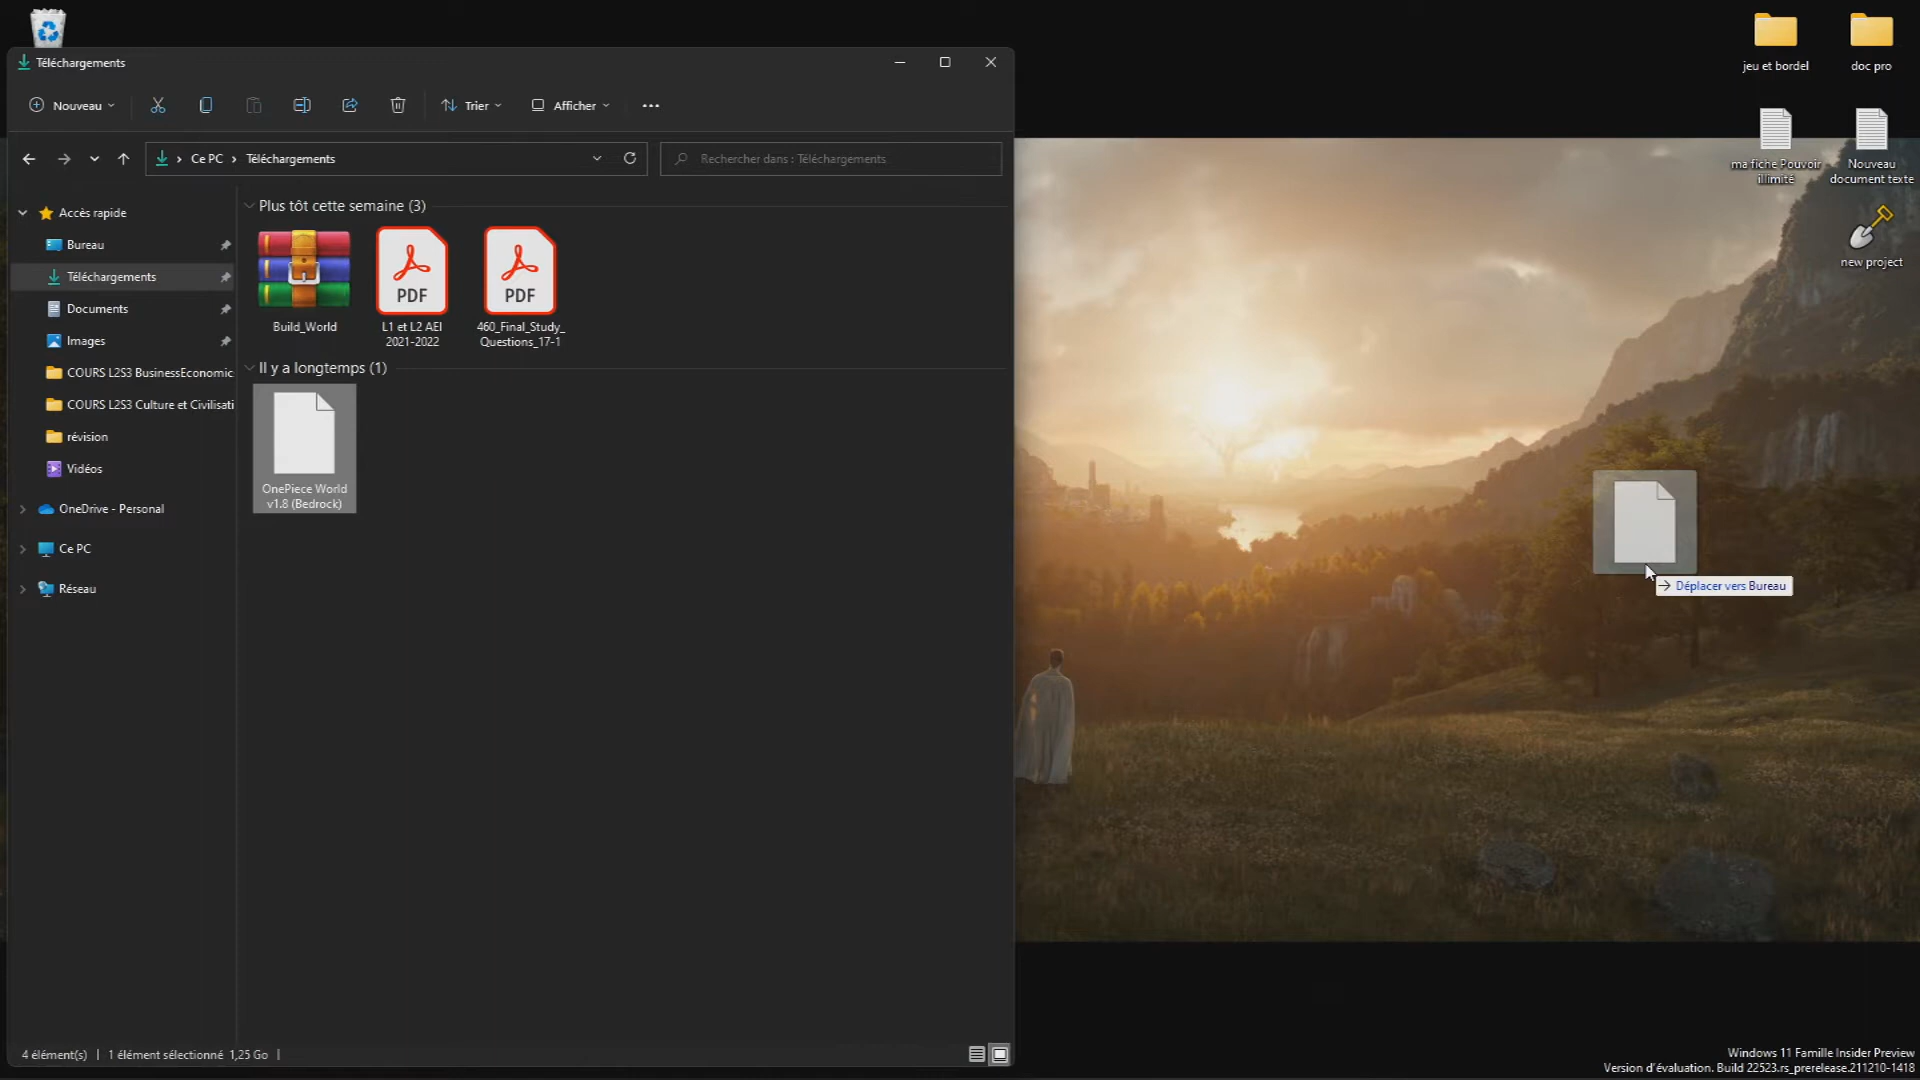 Téléchargements
Nouveau
Trier
Afficher
Ce PC
Téléchargements
Rechercher dans : Téléchargements
Accès rapide
Bureau
Téléchargements
Documents
Images
COURS L2S3 BusinessEconomic
COURS L2S3 Culture et Civilisati
révision
Vidéos
OneDrive - Personal
Ce PC
Réseau
Plus tôt cette semaine (3)
Build_World
PDF
L1 et L2 AEI
2021-2022
PDF
460_Final_Study_
Questions_17-1
Il y a longtemps (1)
OnePiece World
v1.8 (Bedrock)
4 élément(s)
1 élément sélectionné 1,25 Go
jeu et bordel
doc pro
ma fiche Pouvoir
illimité
Nouveau
document texte
new project
Déplacer vers Bureau
Windows 11 Famille Insider Preview
Version d'évaluation. Build 22523.rs_prerelease.211210-1418